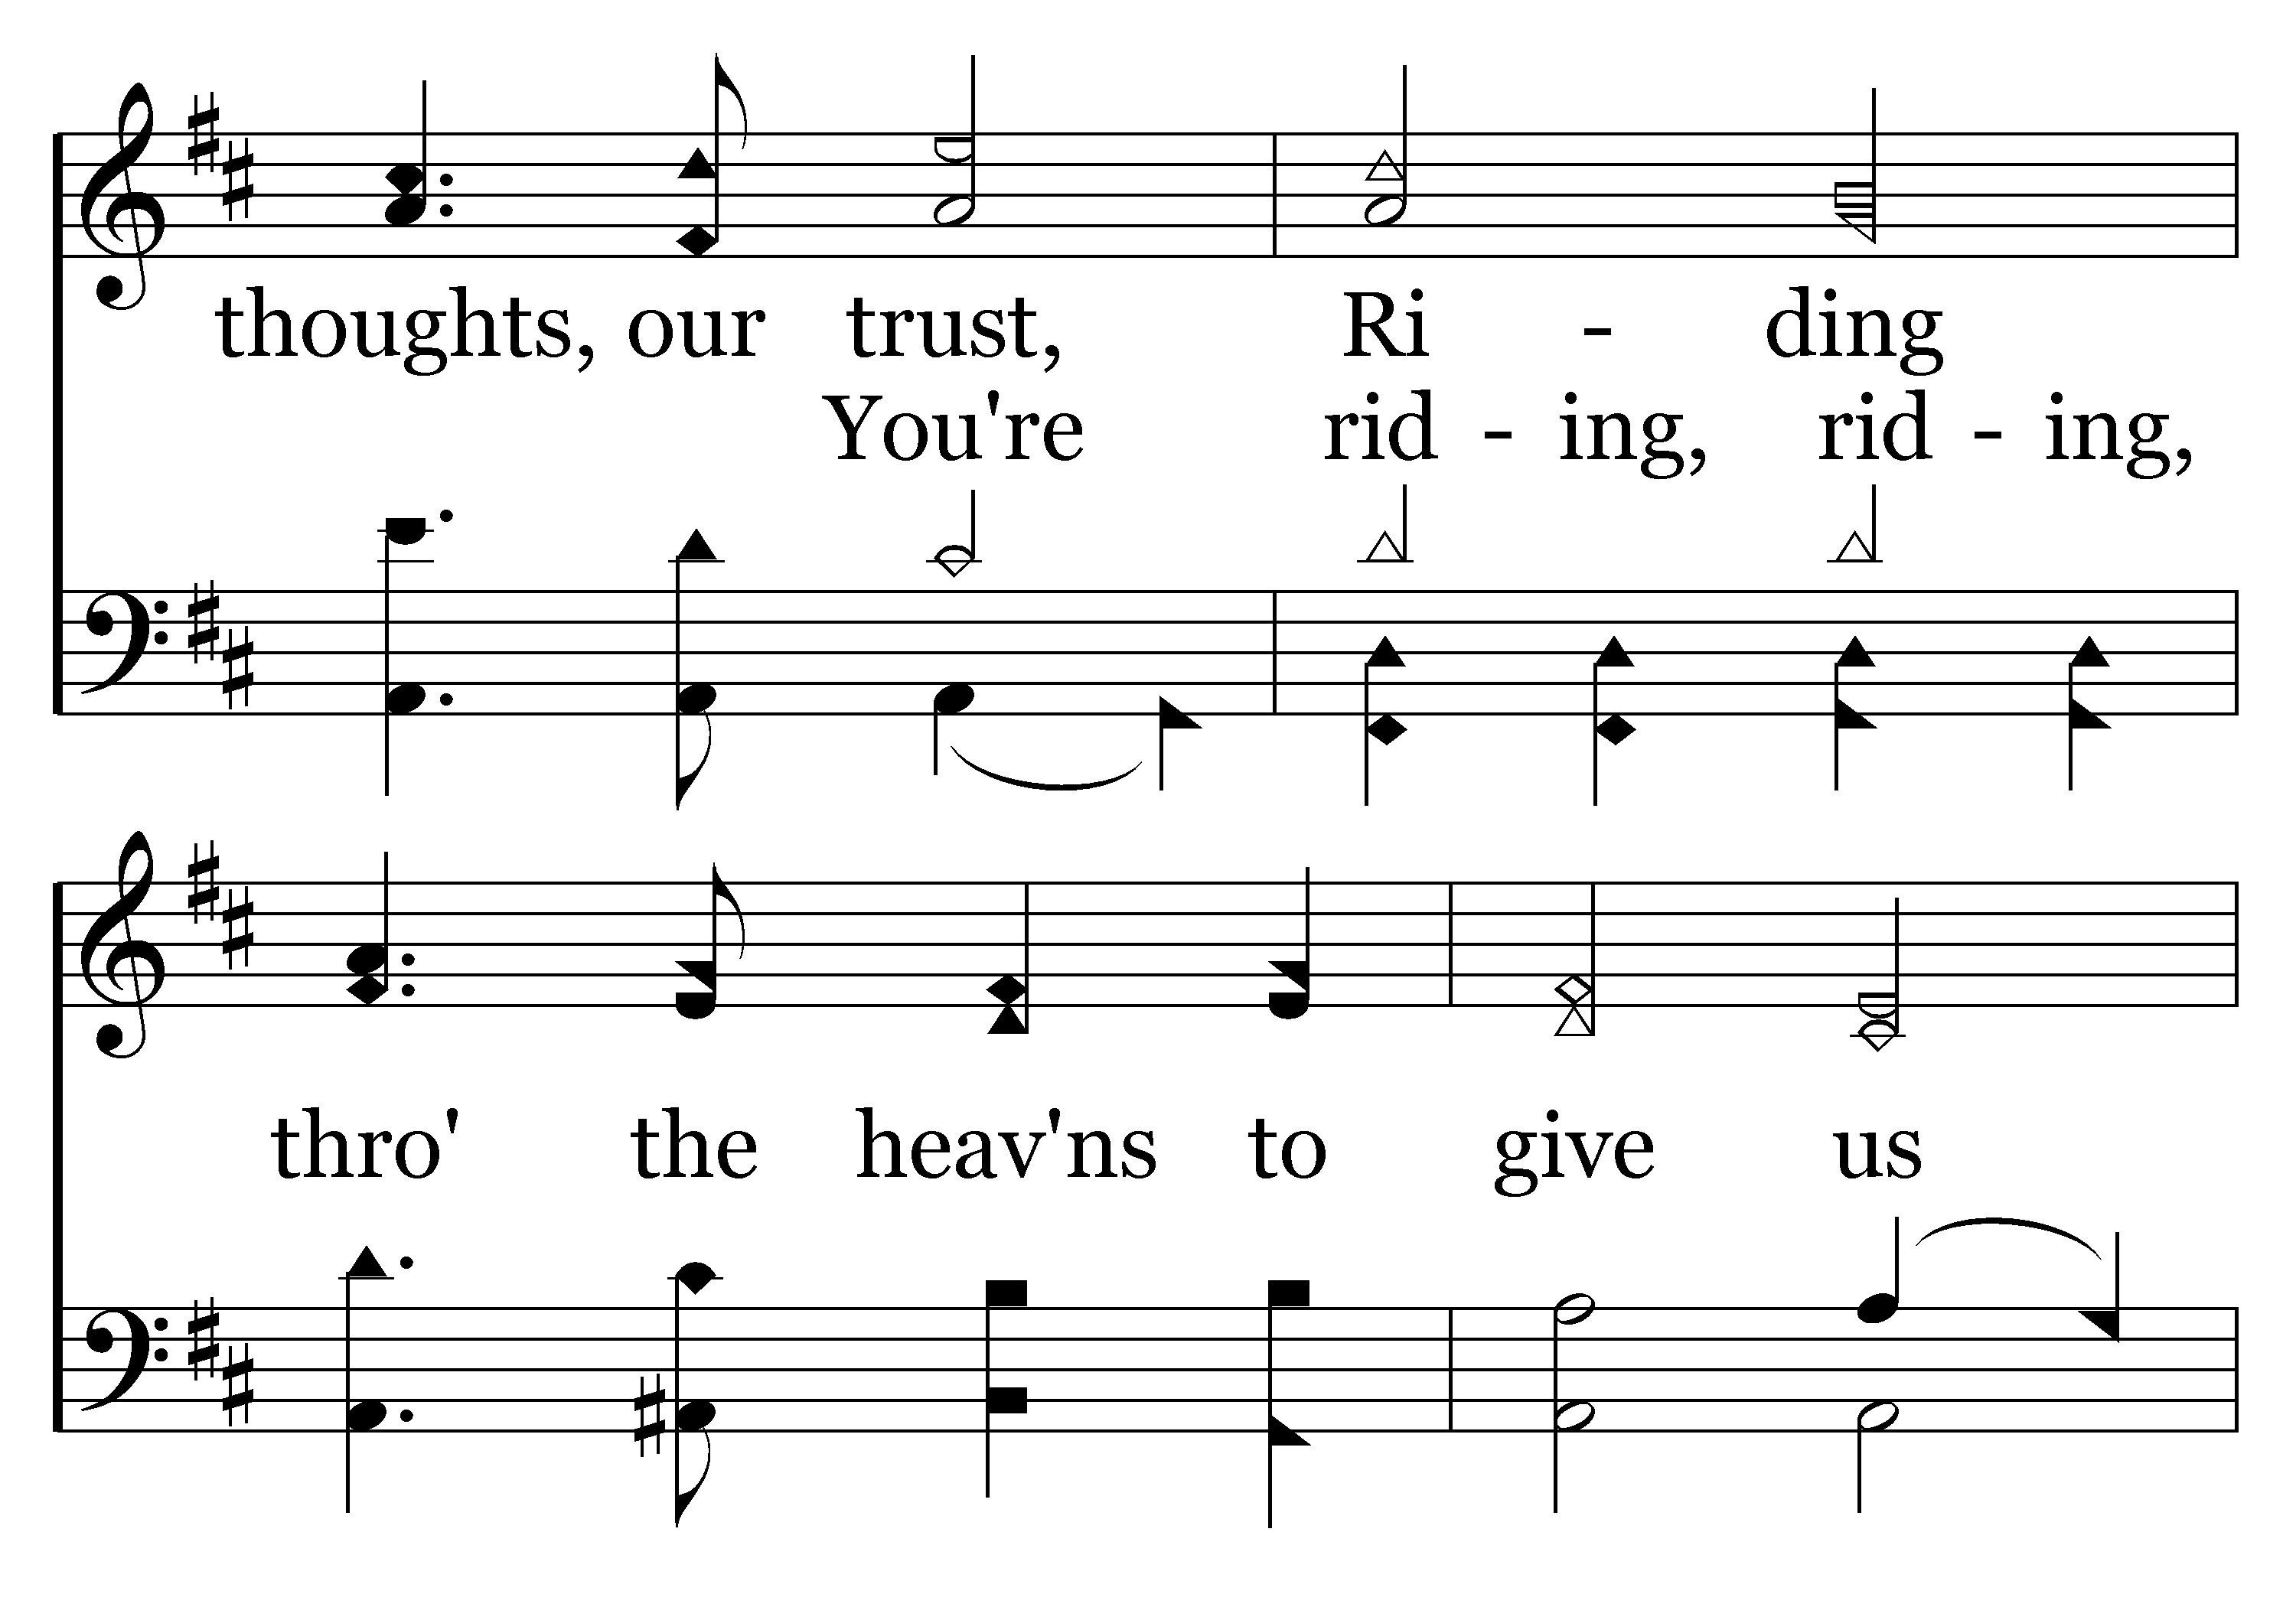 thoughts, our trust, Ri - ding
You're rid - ing, rid - ing,
thro' the heav'ns to give us